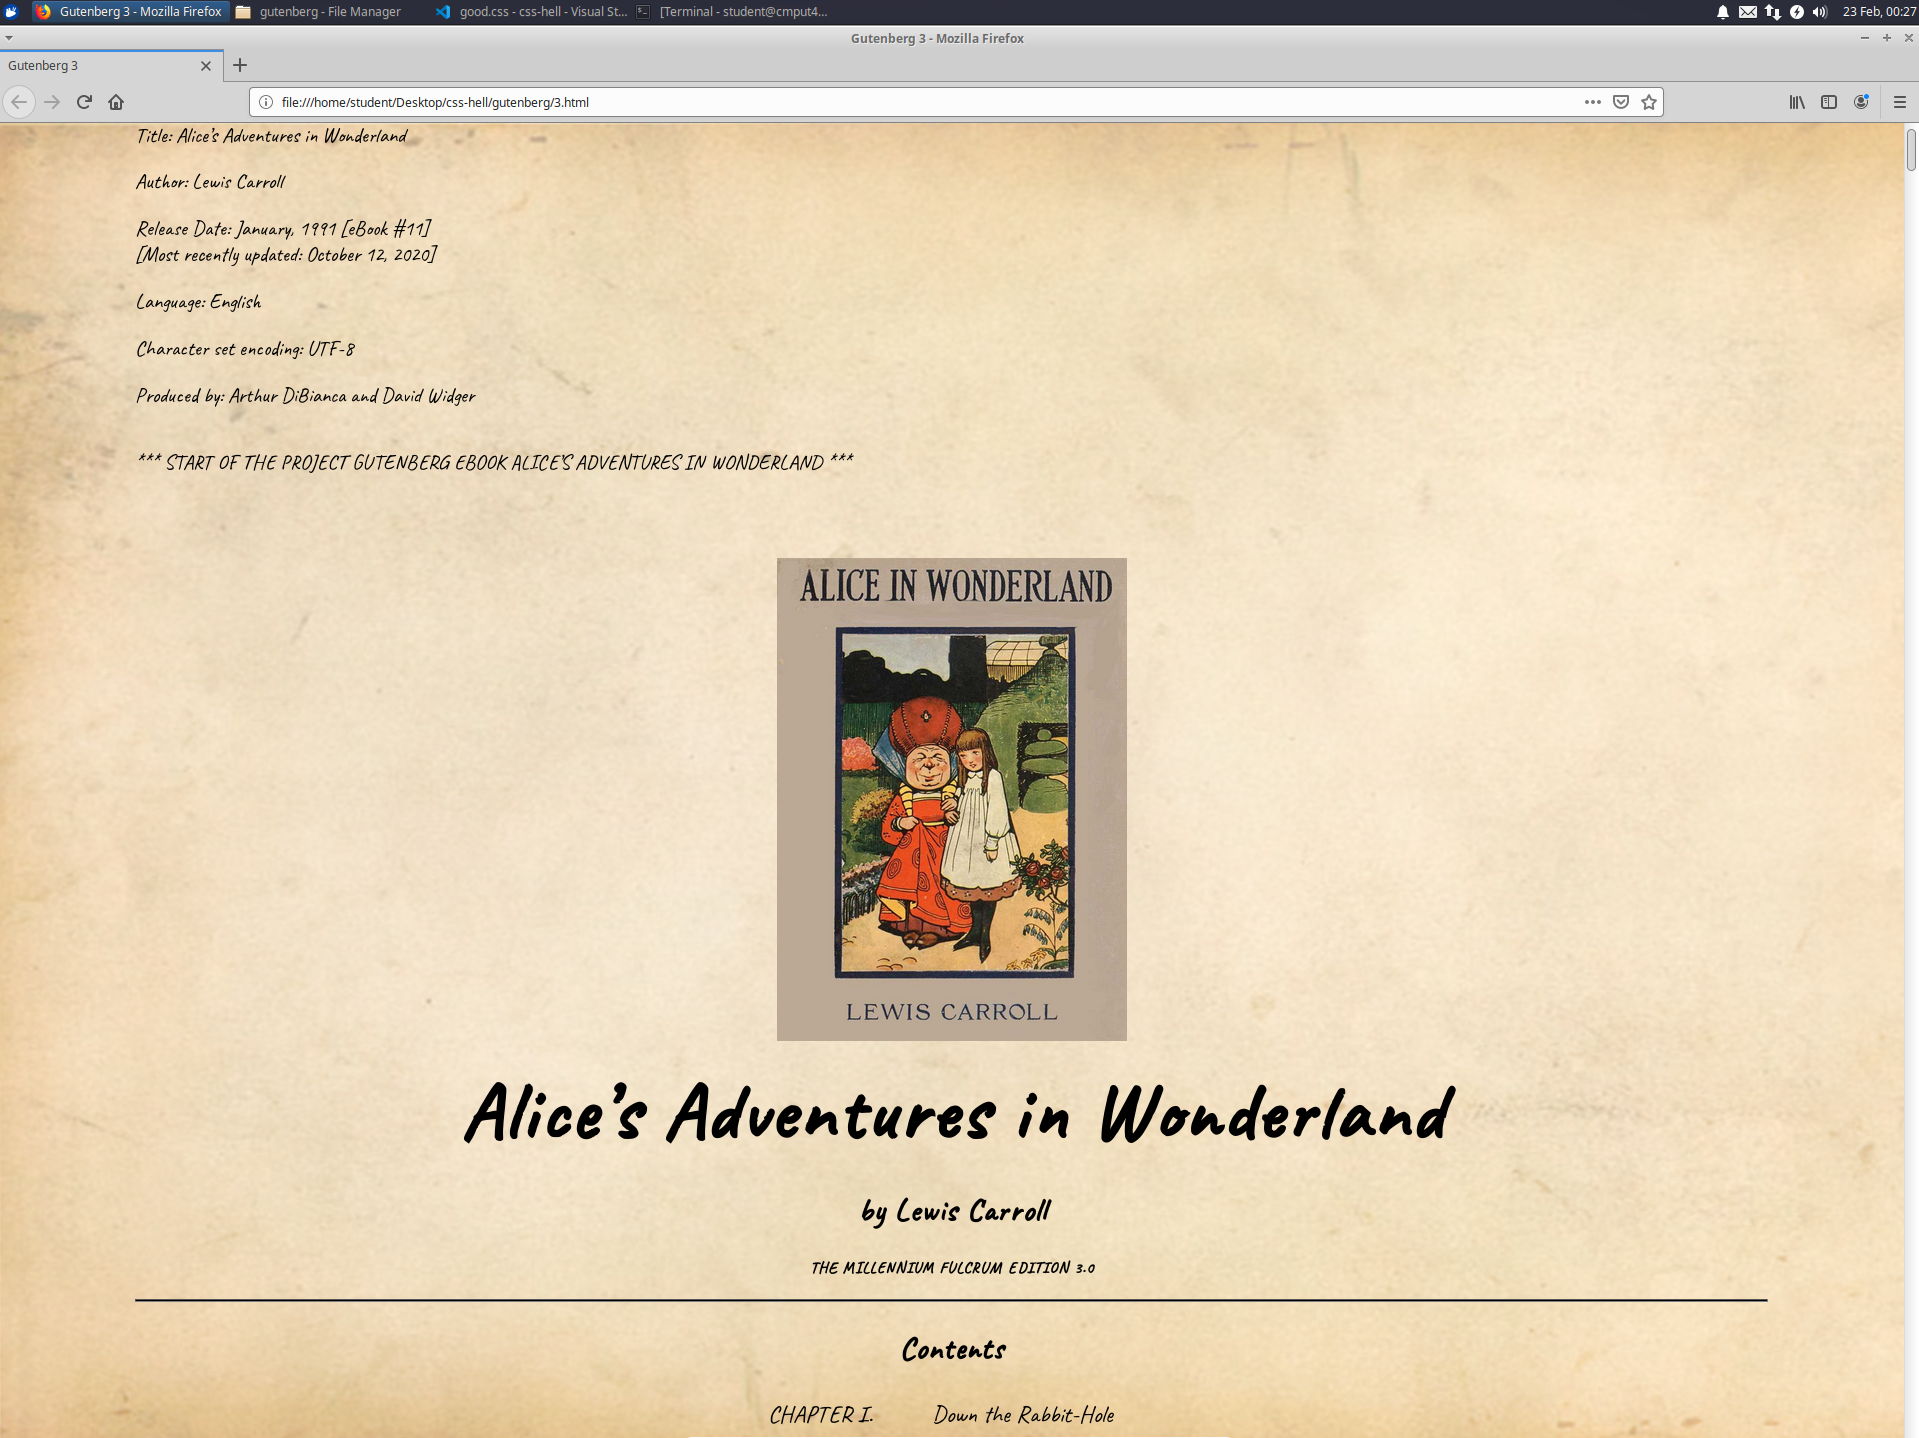 Gutenberg 3 - Mozilla Firefox
gutenberg - File Manager
good.css - css-hell - Visual St...
[Terminal - student@cmput4...
23 Feb, 00:27
Gutenberg 3 - Mozilla Firefox
Gutenberg 3
file:///home/student/Desktop/css-hell/gutenberg/3.html
Title: Alice’s Adventures in Wonderland
Author: Lewis Carroll
Release Date: January, 1991 [eBook #11]
[Most recently updated: October 12, 2020]
Language: English
Character set encoding: UTF-8
Produced by: Arthur DiBianca and David Widger
*** START OF THE PROJECT GUTENBERG EBOOK ALICE’S ADVENTURES IN WONDERLAND ***
ALICE IN WONDERLAND
LEWIS CARROLL
Alice’s Adventures in Wonderland
by Lewis Carroll
THE MILLENNIUM FULCRUM EDITION 3.0
Contents
CHAPTER I. Down the Rabbit-Hole